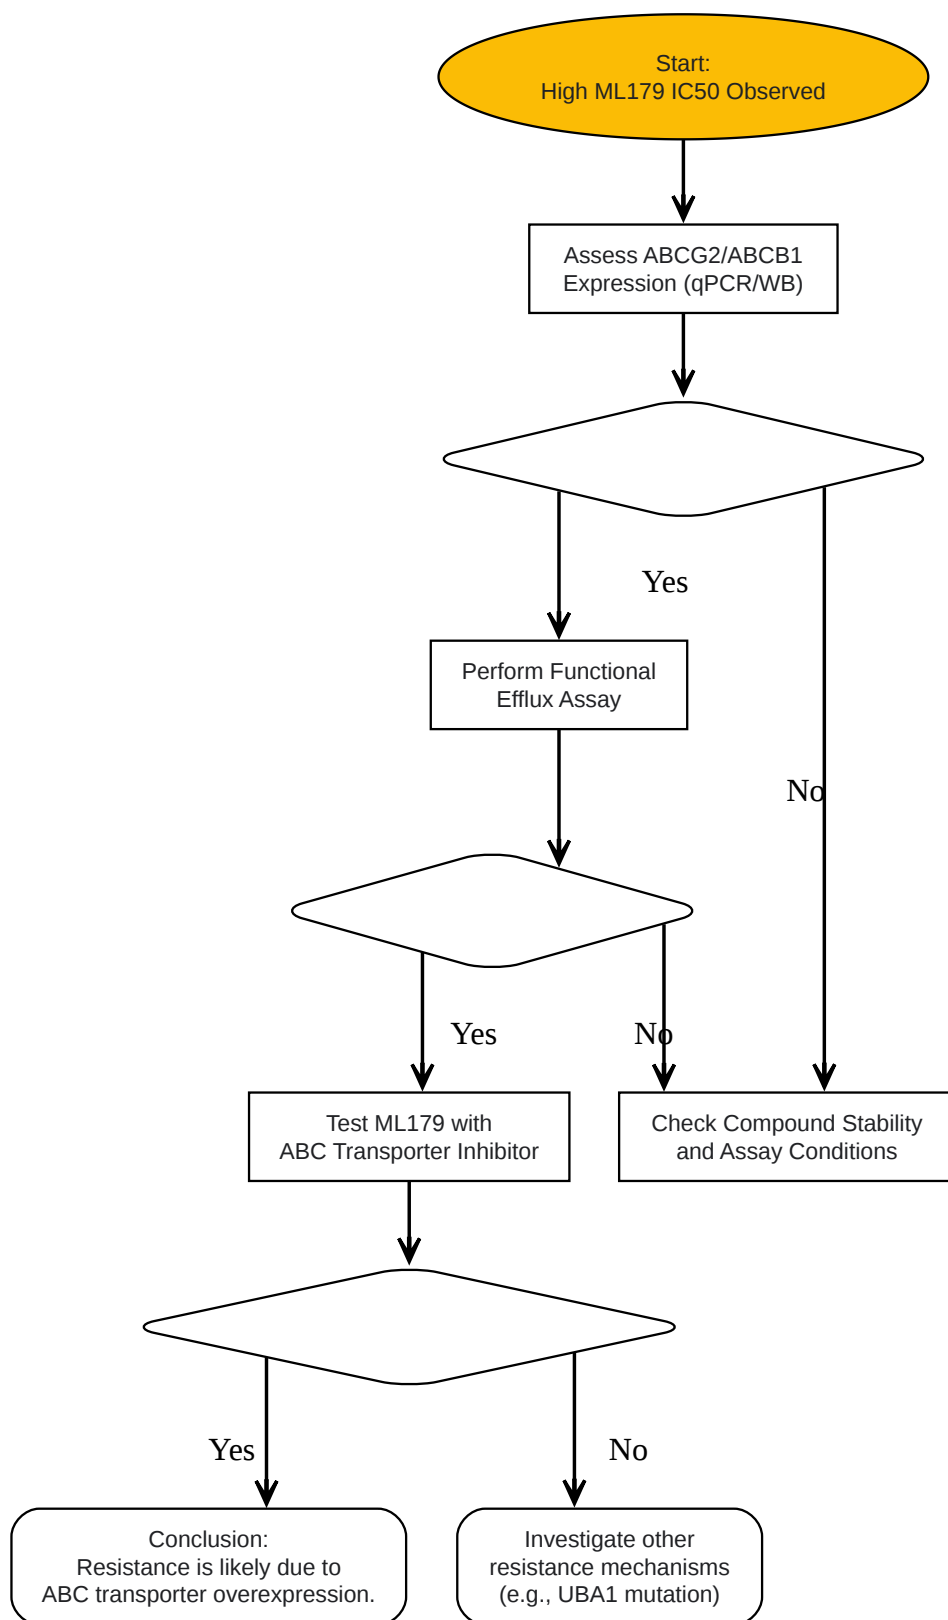 Start:
High ML179 IC50 Observed
Assess ABCG2/ABCB1
Expression (qPCR/WB)
Yes
Perform Functional
Efflux Assay
No
Yes
No
Test ML179 with
ABC Transporter Inhibitor
Check Compound Stability
and Assay Conditions
Yes
No
Conclusion:
Resistance is likely due to
ABC transporter overexpression.
Investigate other
resistance mechanisms
(e.g., UBA1 mutation)